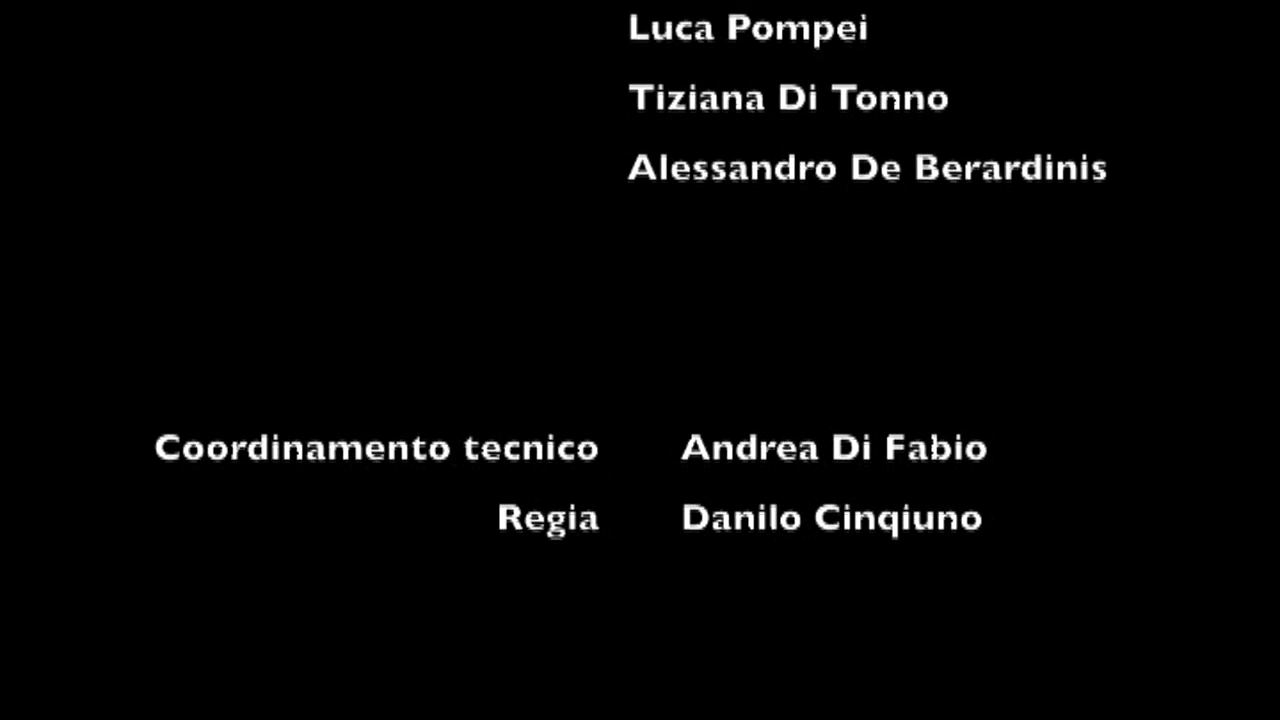 Luca Pompei
Tiziana Di Tonno
Alessandro De Berardinis
Coordinamento tecnico Andrea Di Fabio
Regia Danilo Cinqiuno